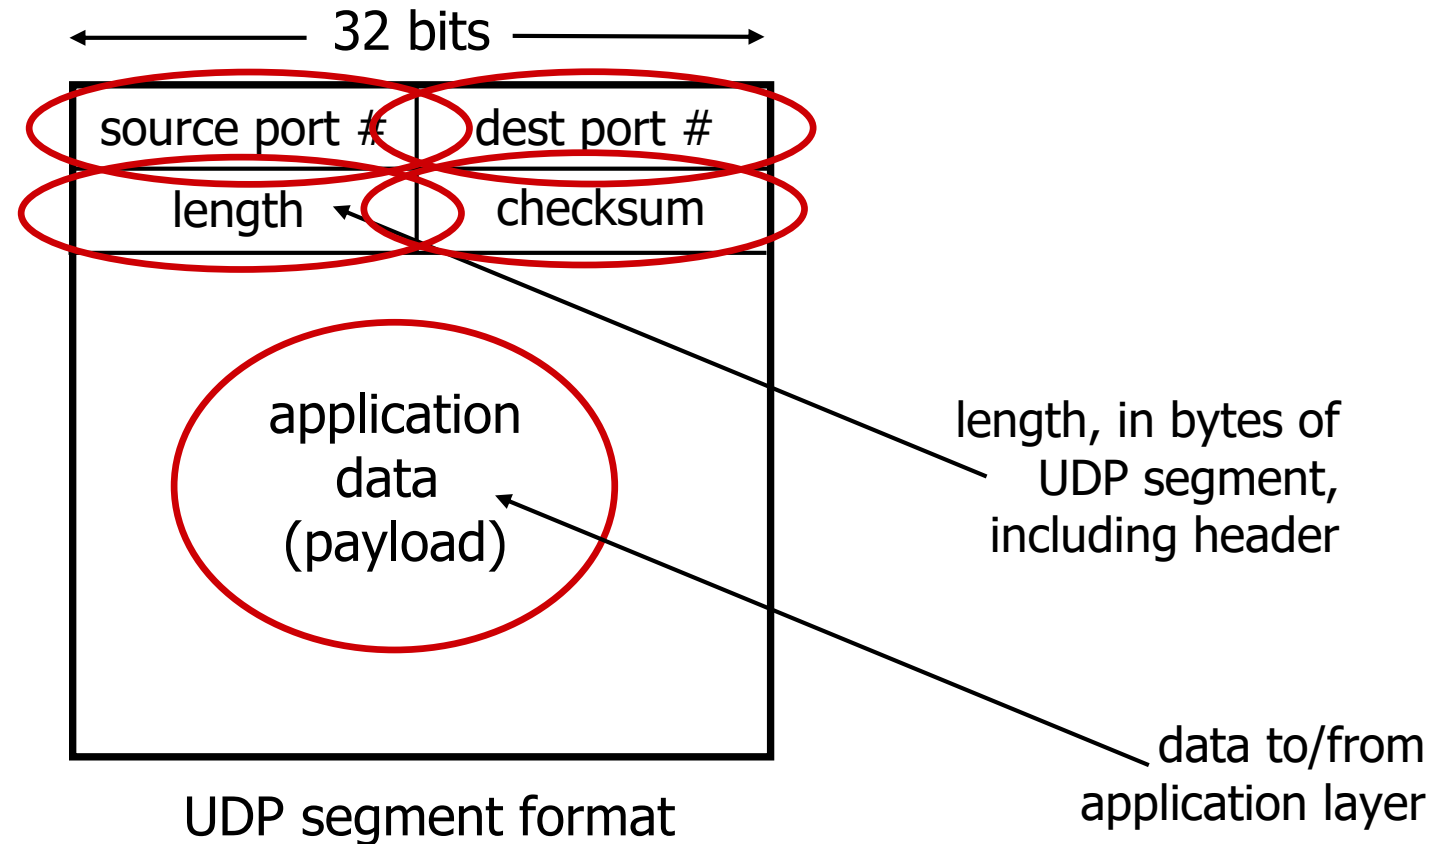 32 bits
source port #
dest port #
length
checksum
application
data
(payload)
length, in bytes of
UDP segment,
including header
data to/from
application layer
UDP segment format